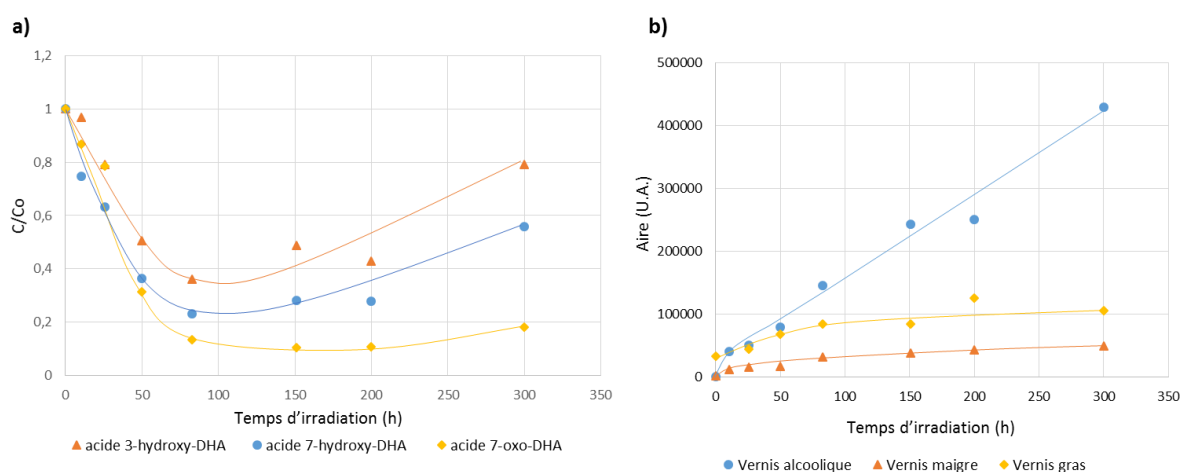 a)
1,2
1
0,8
0,6
0,4
0,2
0
C/Co
0 50 100 150 200 250 300 350
Temps d'irradiation (h)
acide 3-hydroxy-DHA acide 7-hydroxy-DHA acide 7-oxo-DHA
b)
500000
400000
300000
200000
100000
0
Aire (U.A.)
0 50 100 150 200 250 300 350
Temps d'irradiation (h)
Vernis alcoolique Vernis maigre Vernis gras